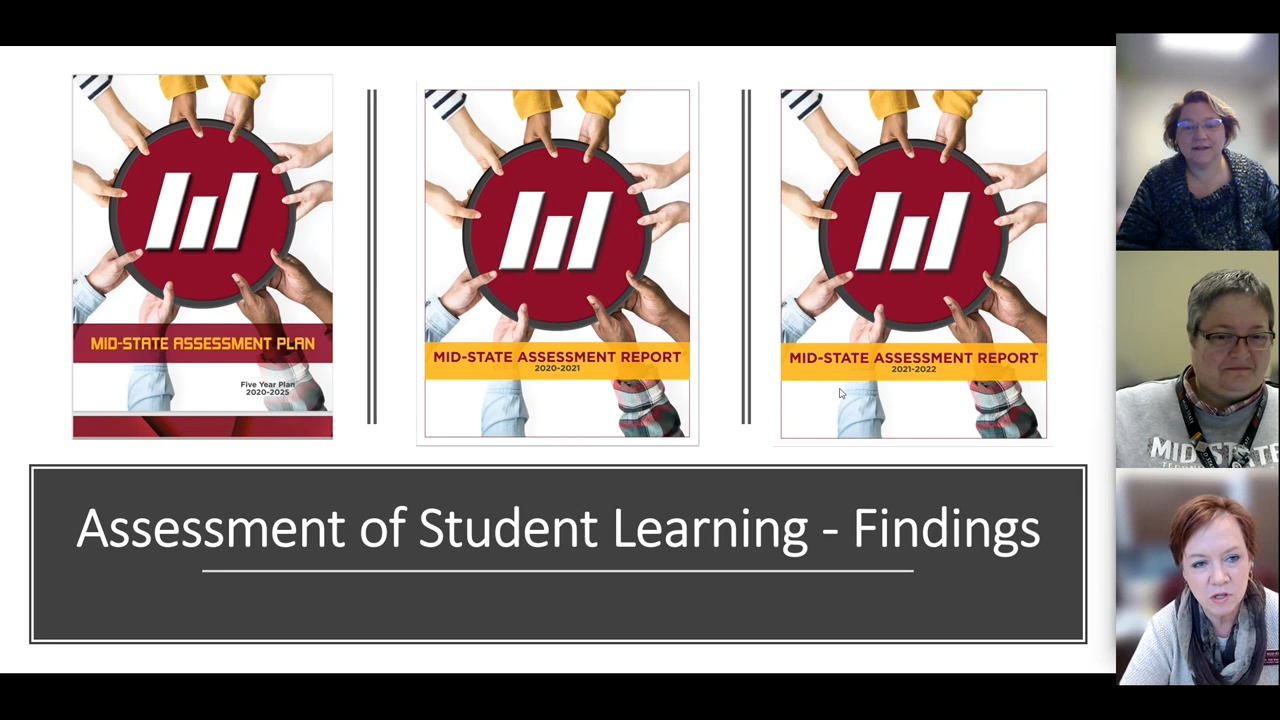 MID-STATE ASSESSMENT PLAN
Five Year Plan
2020-2025
MID-STATE ASSESSMENT REPORT
2020-2021
MID-STATE ASSESSMENT REPORT
2021-2022
Assessment of Student Learning - Findings
MID-STATE